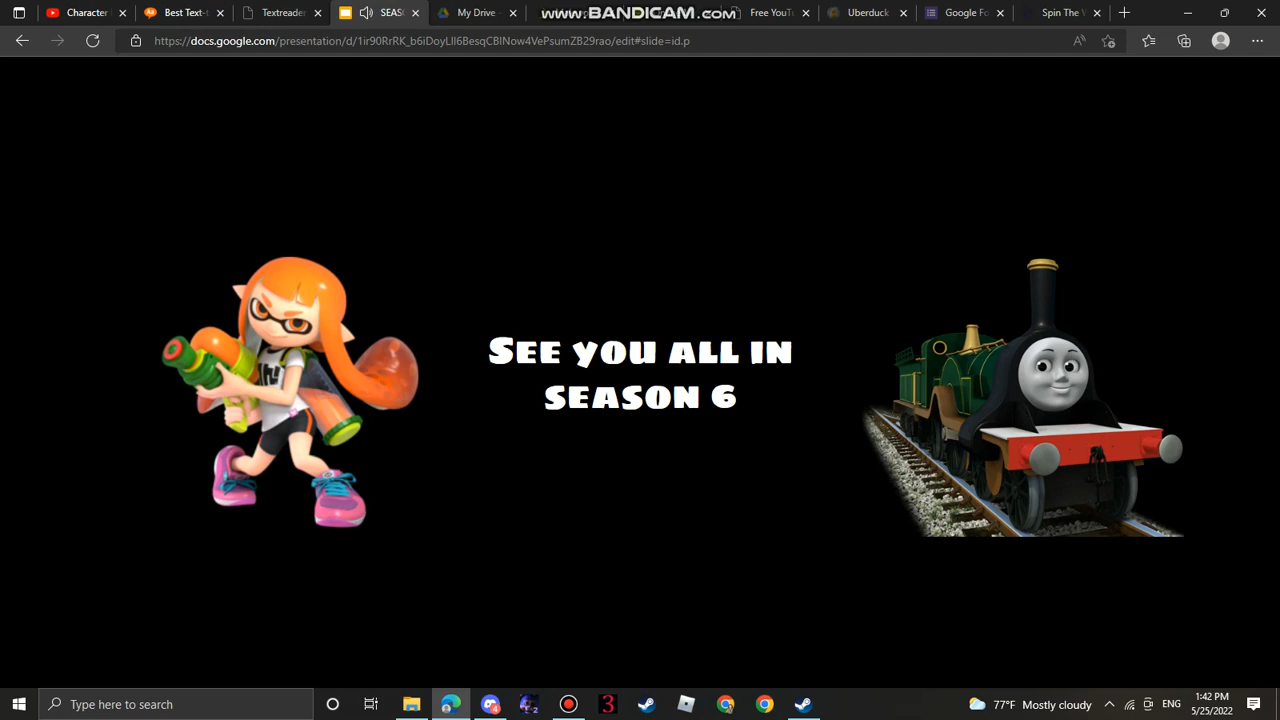 Character
Best Text-t
Textreader
SEAS
My Drive -
www.BANDICAM.com
Free YouTu
Uberduck
Google Fo
Spin The W
https://docs.google.com/presentation/d/1ir90RrRK_b6iDoyLlI6BesqCBlNow4VePsumZB29rao/edit#slide=id.p
See you all in
season 6
Type here to search
77°F Mostly cloudy
ENG
1:42 PM
5/25/2022